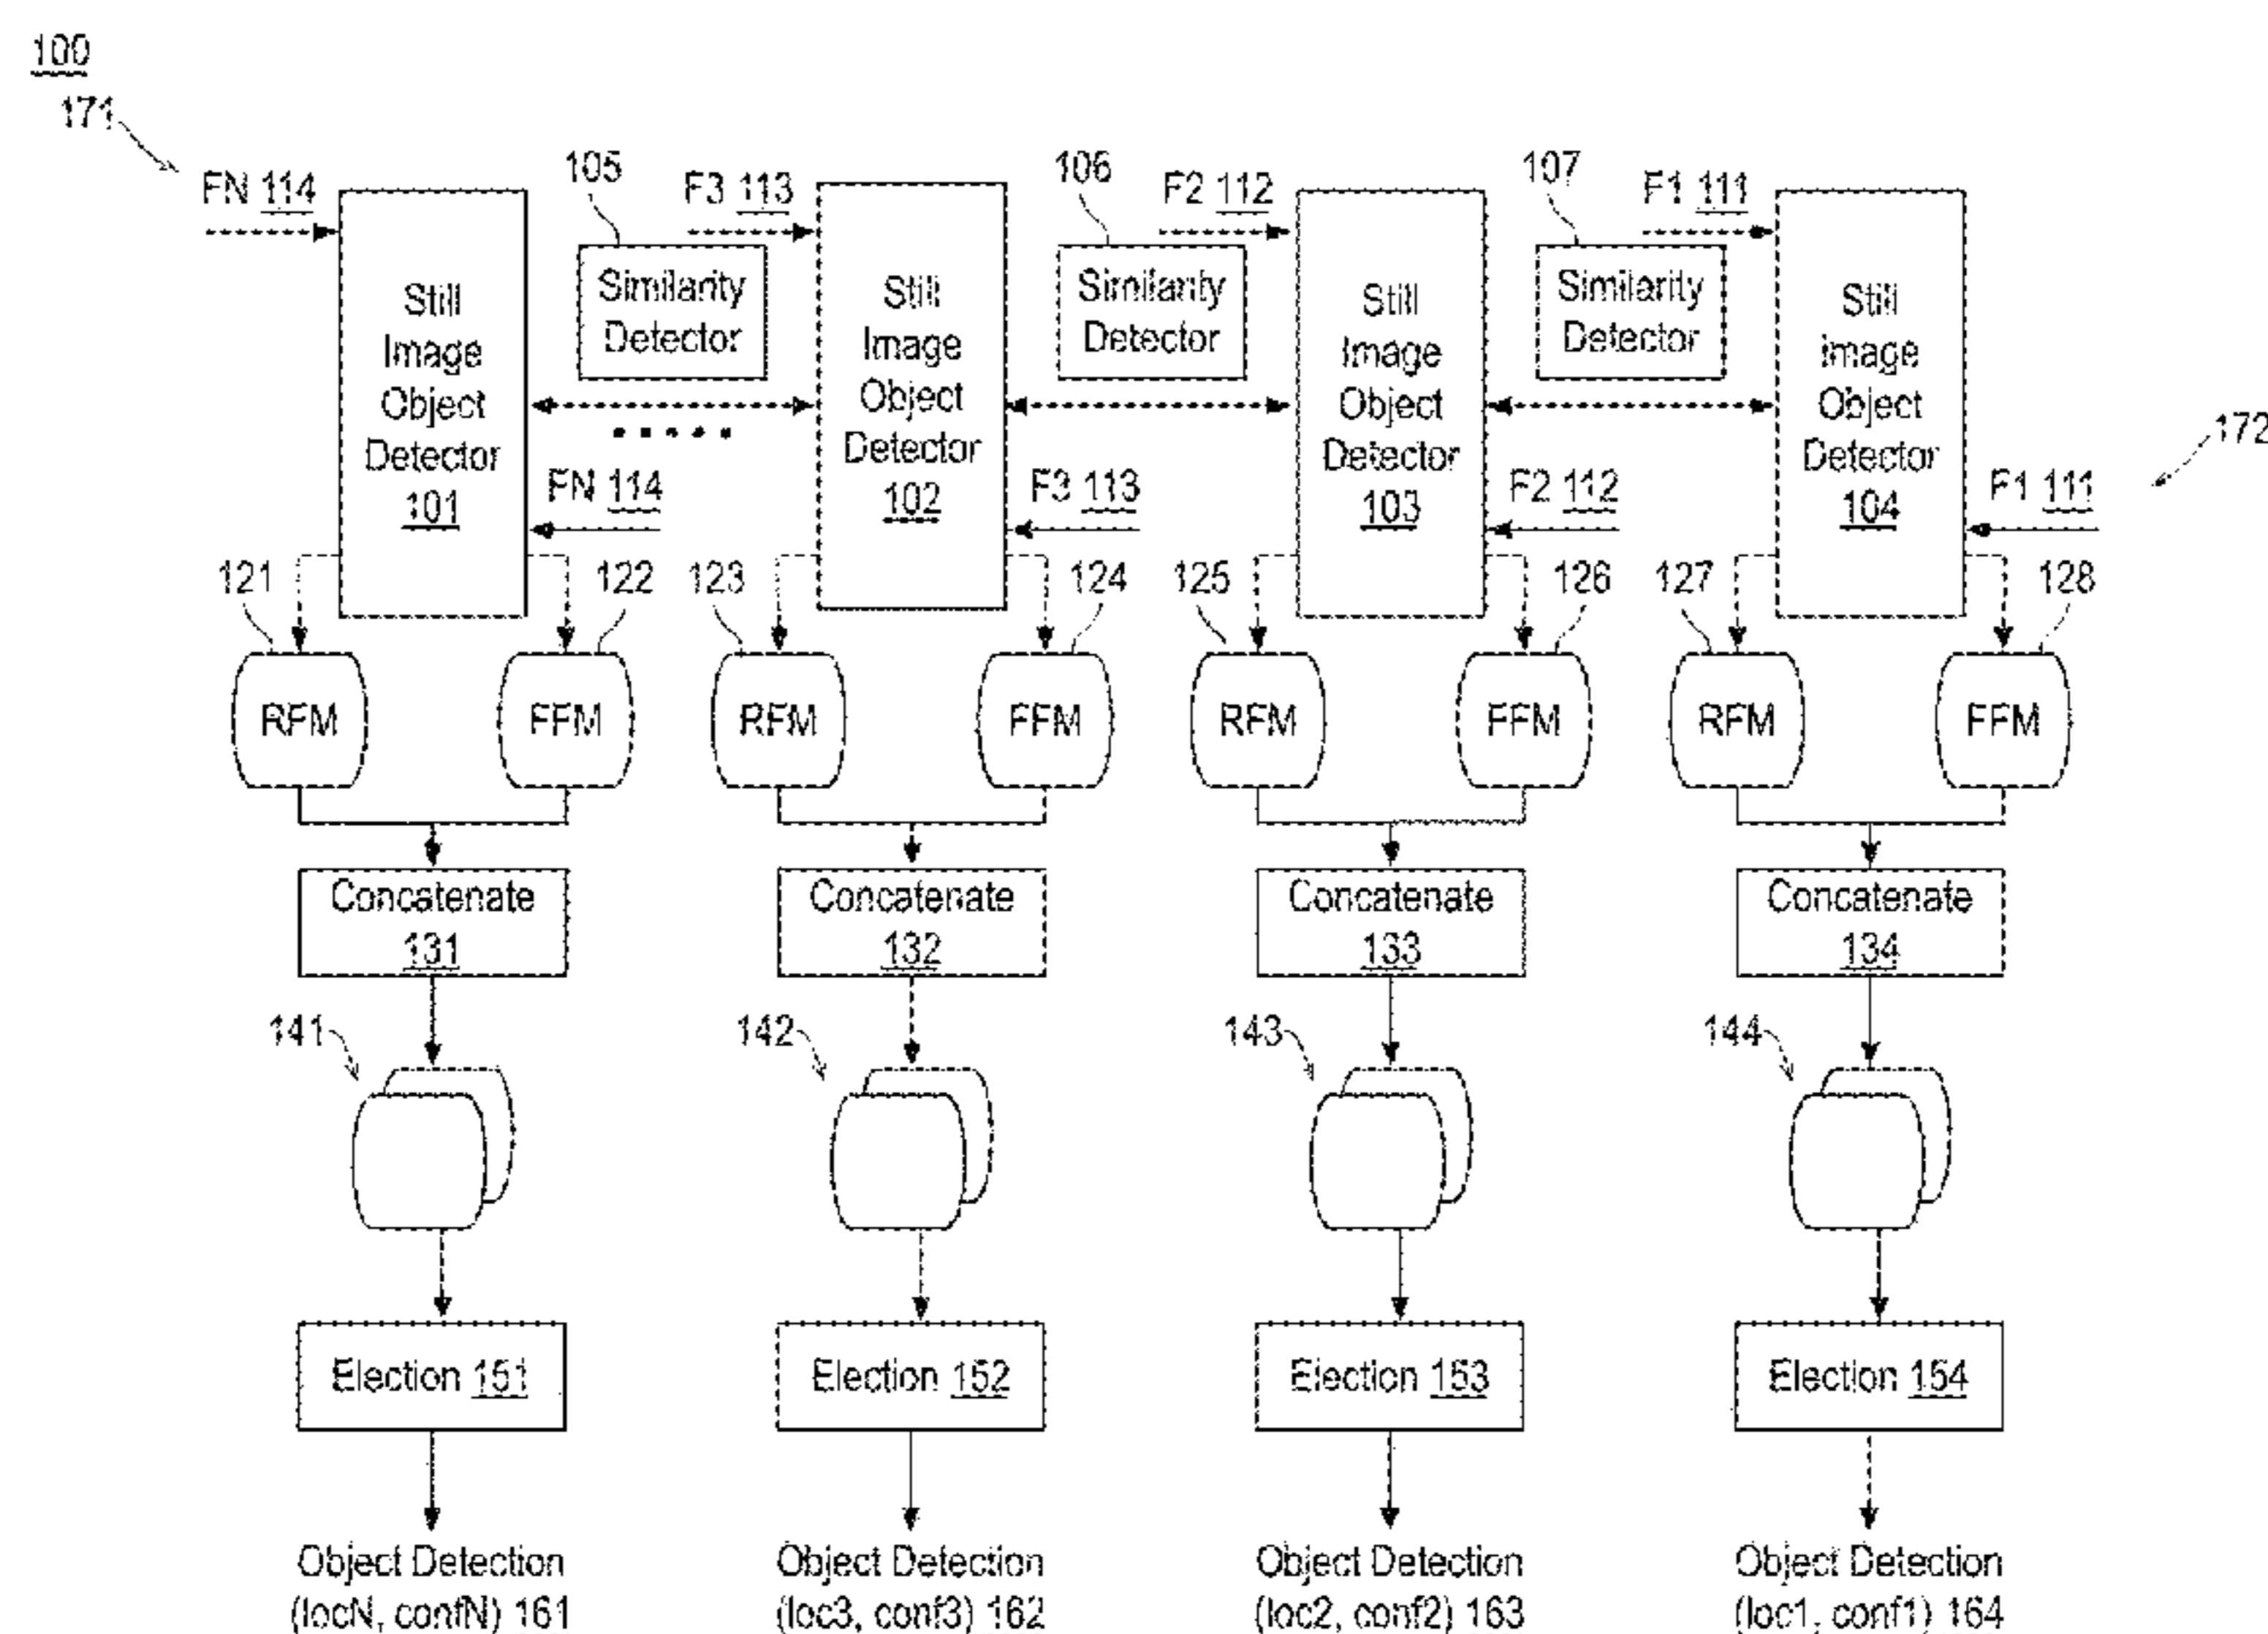 100
171
FN 114
105
F3 113
106
F2 112
107
F1 111
Similarity
Detector
Similarity
Detector
Similarity
Detector
Still
Image
Object
Detector
101
Still
Image
Object
Detector
102
Still
Image
Object
Detector
103
Still
Image
Object
Detector
104
172
FN 114
F3 113
F2 112
F1 111
121
122
123
124
125
126
127
128
RFM
FFM
RFM
FFM
RFM
FFM
RFM
FFM
Concatenate
131
Concatenate
132
Concatenate
133
Concatenate
134
141
142
143
144
Election 151
Election 152
Election 153
Election 154
Object Detection
(locN, confN) 161
Object Detection
(loc3, conf3) 162
Object Detection
(loc2, conf2) 163
Object Detection
(loc1, conf1) 164